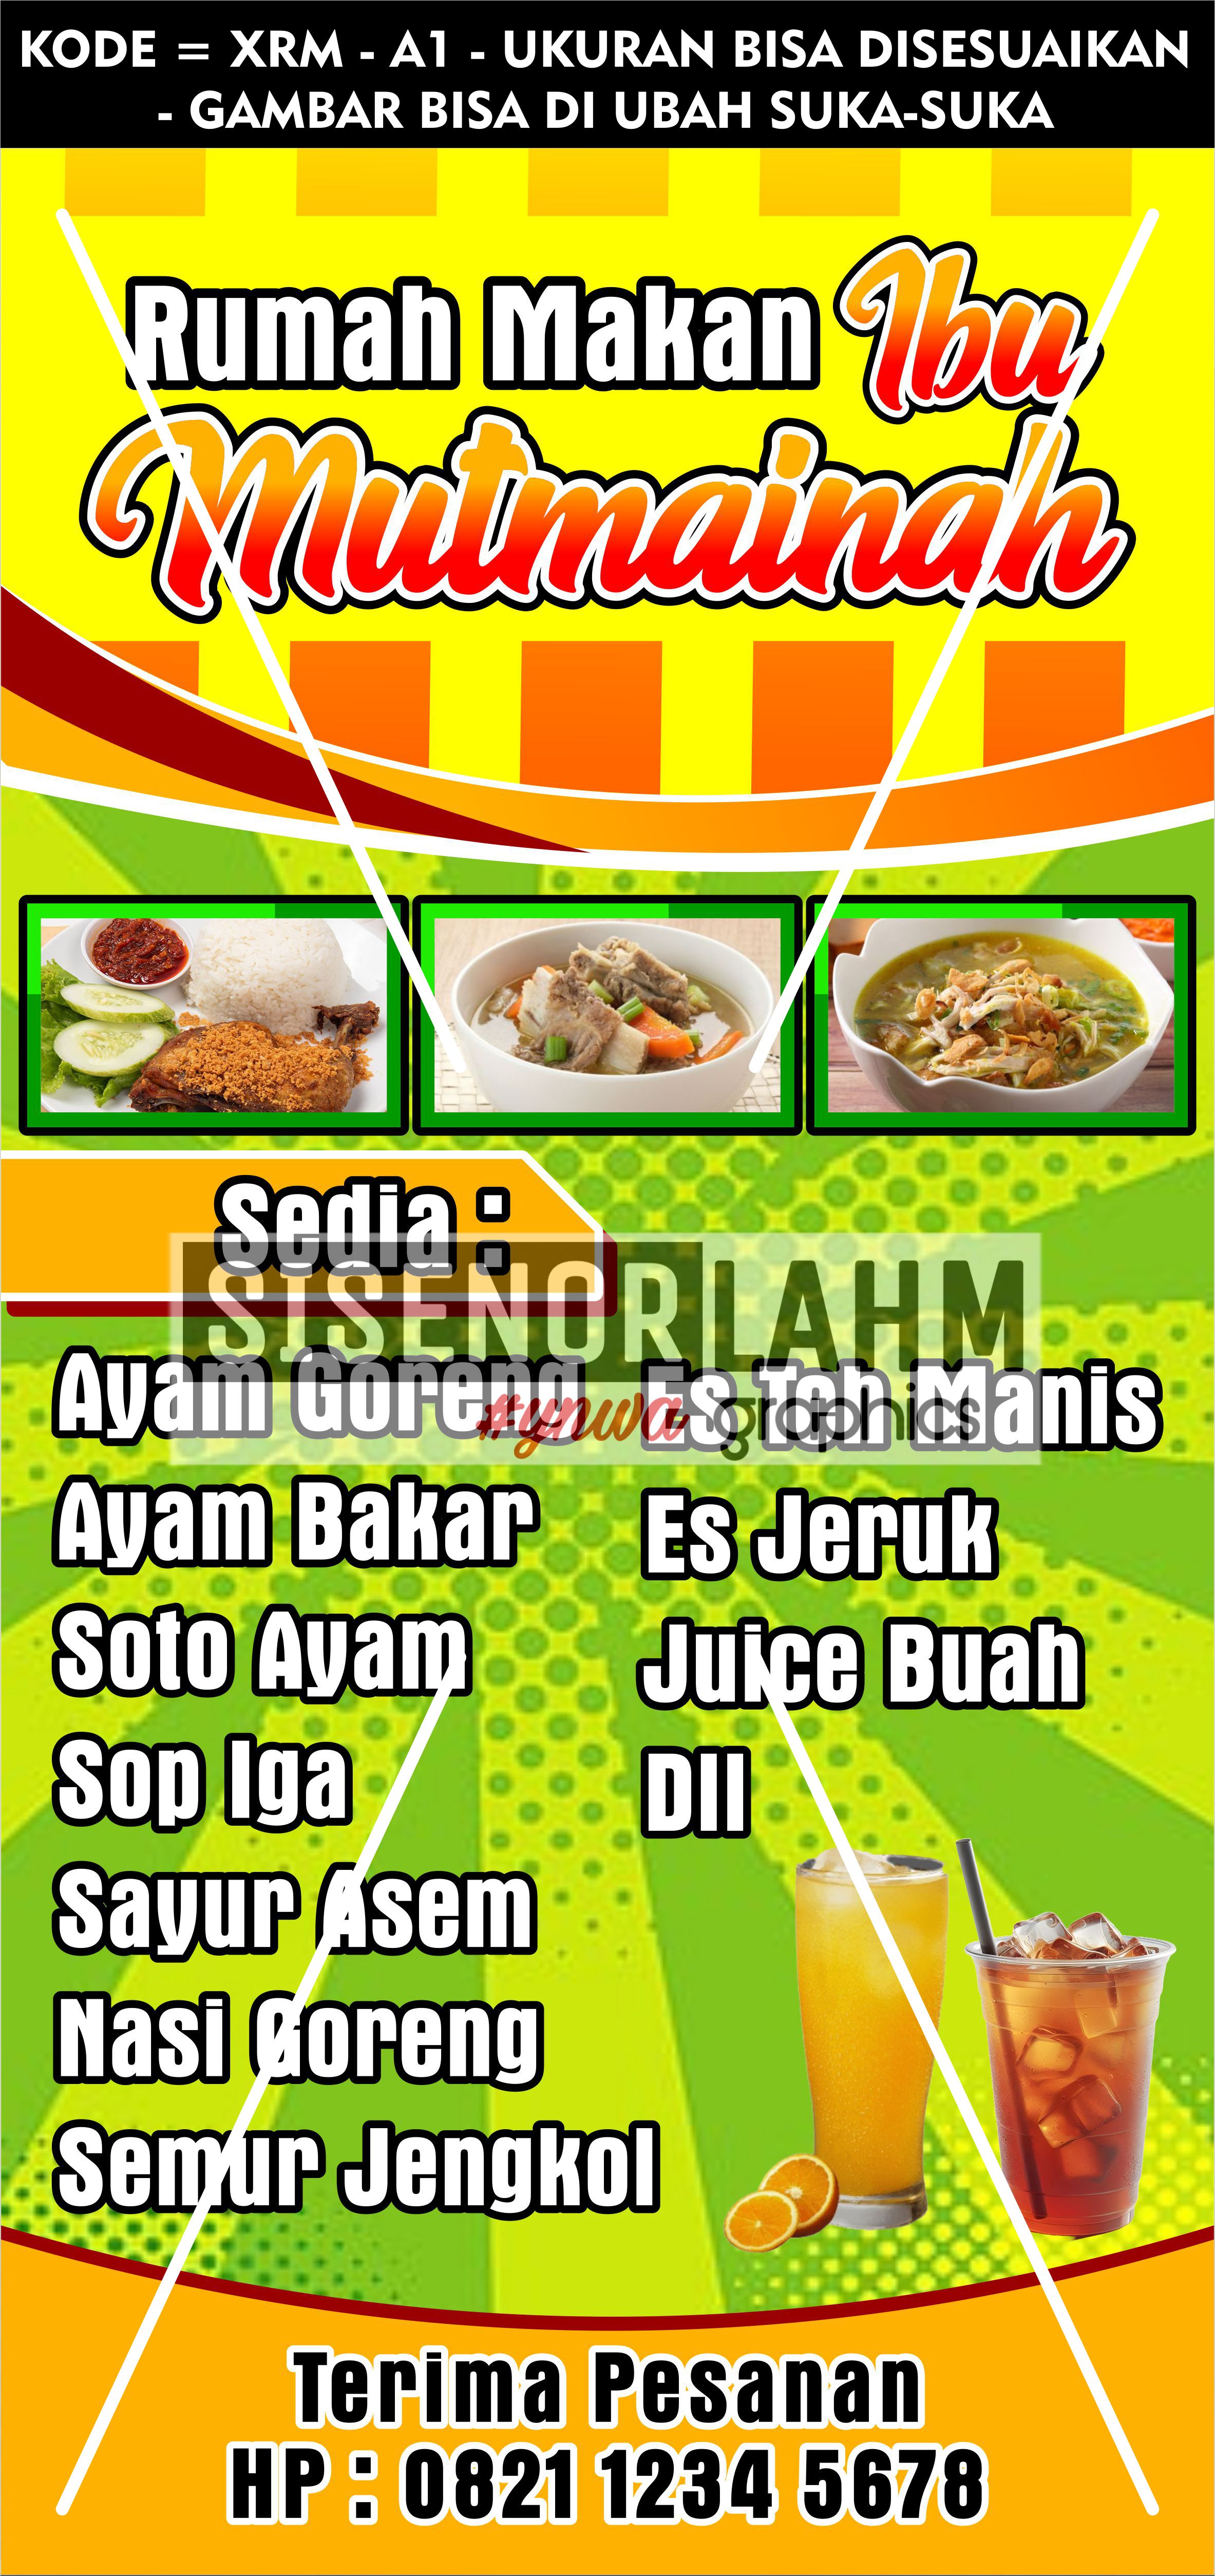 KODE = XRM - A1 - UKURAN BISA DISESUAIKAN
- GAMBAR BISA DI UBAH SUKA-SUKA
Rumah Makan Ibu
Mutmainah
Sedia :
SISENORLAHM
#ynwa graphics
Ayam Goreng
Ayam Bakar
Soto Ayam
Sop Iga
Sayur Asem
Nasi Goreng
Semur Jengkol
Es Teh Manis
Es Jeruk
Juice Buah
Dll
Terima Pesanan
HP : 0821 1234 5678